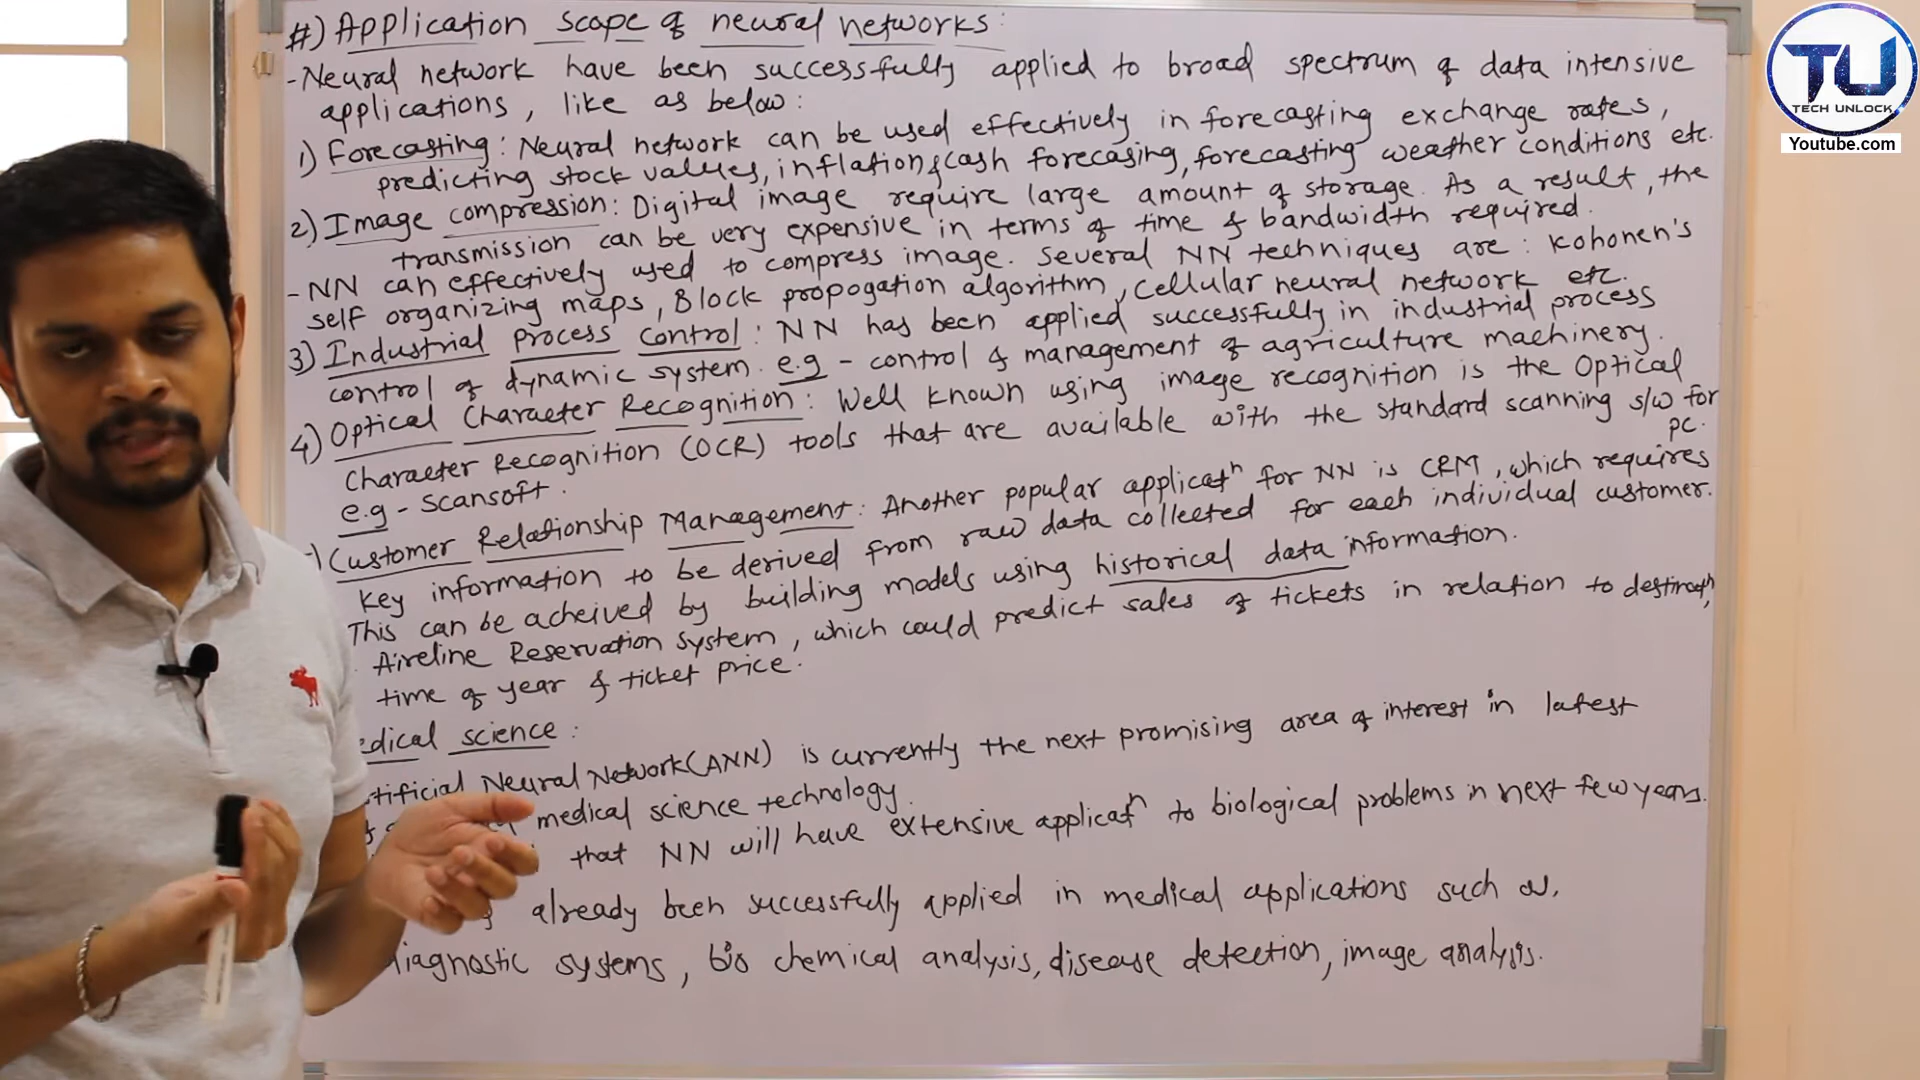 #) Application scope of neural networks:
- Neural network have been successfully applied to broad spectrum of data intensive
applications, like as below:
1) Forecasting: Neural network can be used effectively in forecasting exchange rates,
predicting stock values, inflation & cash forecasing, forecasting weather conditions etc.
2) Image compression: Digital image require large amount of storage. As a result, the
transmission can be very expensive in terms of time & bandwidth required.
- NN can effectively used to compress image. Several NN techniques are: Kohonen's
self organizing maps, Block propogation algorithm, cellular neural network etc.
3) Industrial Process Control: NN has been applied successfully in industrial process
control of dynamic system. e.g - control & management of agriculture machinery.
4) Optical Character Recognition: Well known using image recognition is the Optical
Character Recognition (OCR) tools that are available with the standard scanning s/w for
PC.
e.g - Scansoft.
) Customer Relationship Management: Another popular applicatn for NN is CRM, which requires
key information to be derived from raw data collected for each individual customer.
This can be acheived by building models using historical data information.
Aireline Reservation system, which could predict sales of tickets in relation to destinatn,
time of year & ticket price.
edical science:
tificial Neural Network (ANN) is currently the next promising area of interest in latest
medical science technology.
that NN will have extensive applicatn to biological problems in next few years.
already been successfully applied in medical applications such as,
diagnostic systems, bio chemical analysis, disease detection, image analysis.
TU
TECH UNLOCK
Youtube.com